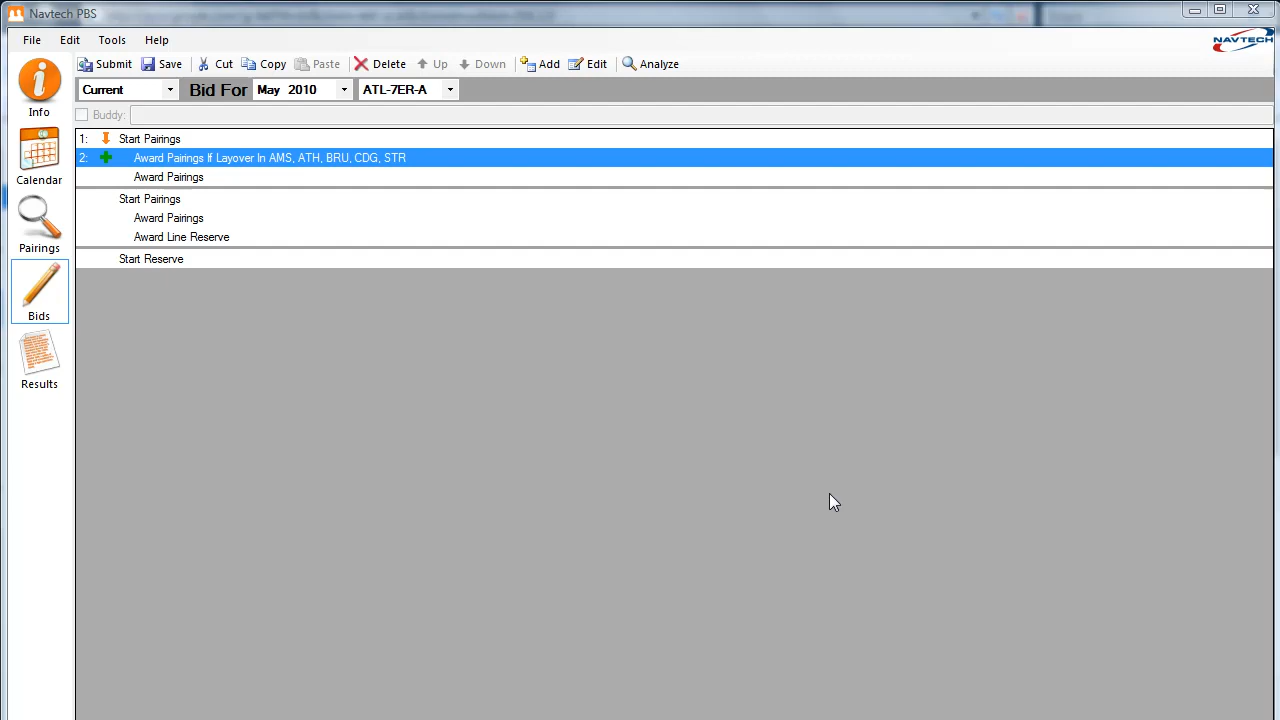 Navtech PBS
File Edit Tools Help
NAVTECH
Submit Save Cut Copy Paste Delete Up Down Add Edit Analyze
Current Bid For May 2010 ATL-7ER-A
Buddy:
Info
Calendar
Pairings
Bids
Results
1: Start Pairings
2: Award Pairings If Layover In AMS, ATH, BRU, CDG, STR
Award Pairings
Start Pairings
Award Pairings
Award Line Reserve
Start Reserve